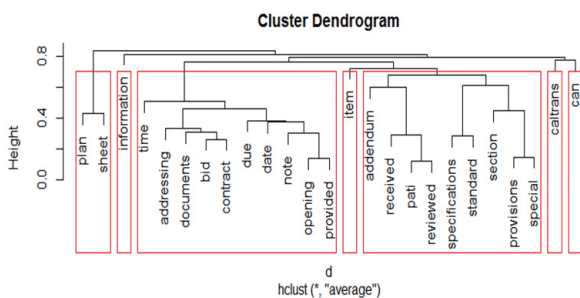 Cluster Dendrogram
Height
0.8
0.4
0.0
plan
sheet
information
time
addressing
documents
bid
contract
due
date
note
opening
provided
item
addendum
received
pati
reviewed
specifications
standard
section
provisions
special
caltrans
can
d
hclust (*, "average")